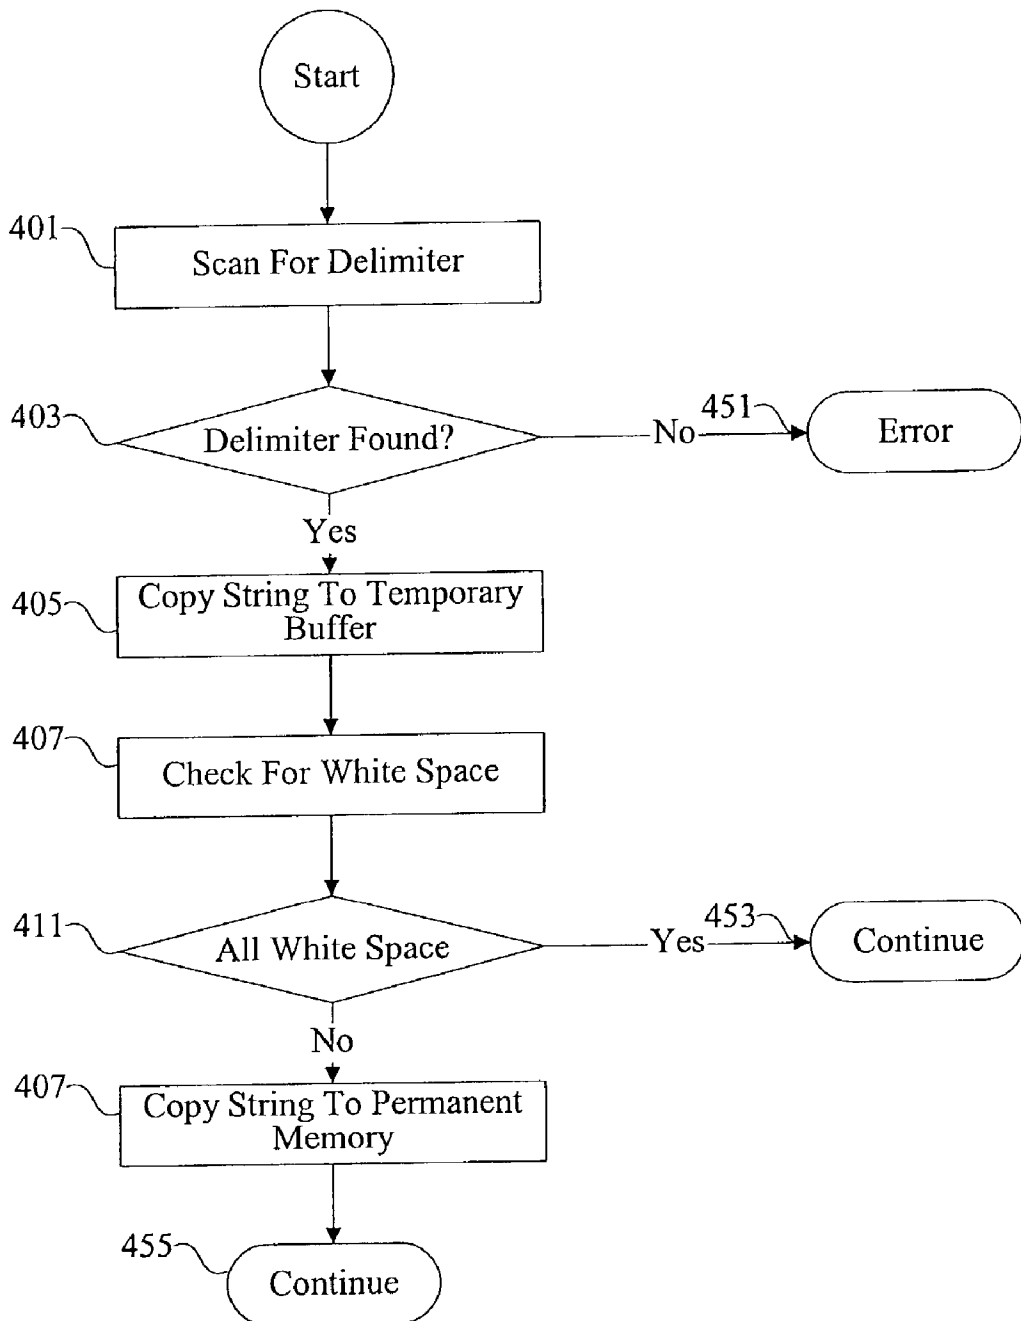 Start
401
Scan For Delimiter
403
Delimiter Found?
No
451
Error
Yes
405
Copy String To Temporary
Buffer
407
Check For White Space
411
All White Space
Yes
453
Continue
No
407
Copy String To Permanent
Memory
455
Continue